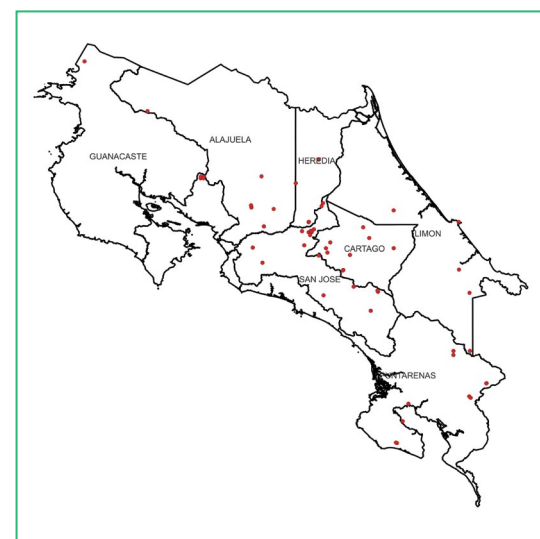 ALAJUELA
GUANACASTE
HEREDIA
LIMON
CARTAGO
SAN JOSE
PUNTARENAS